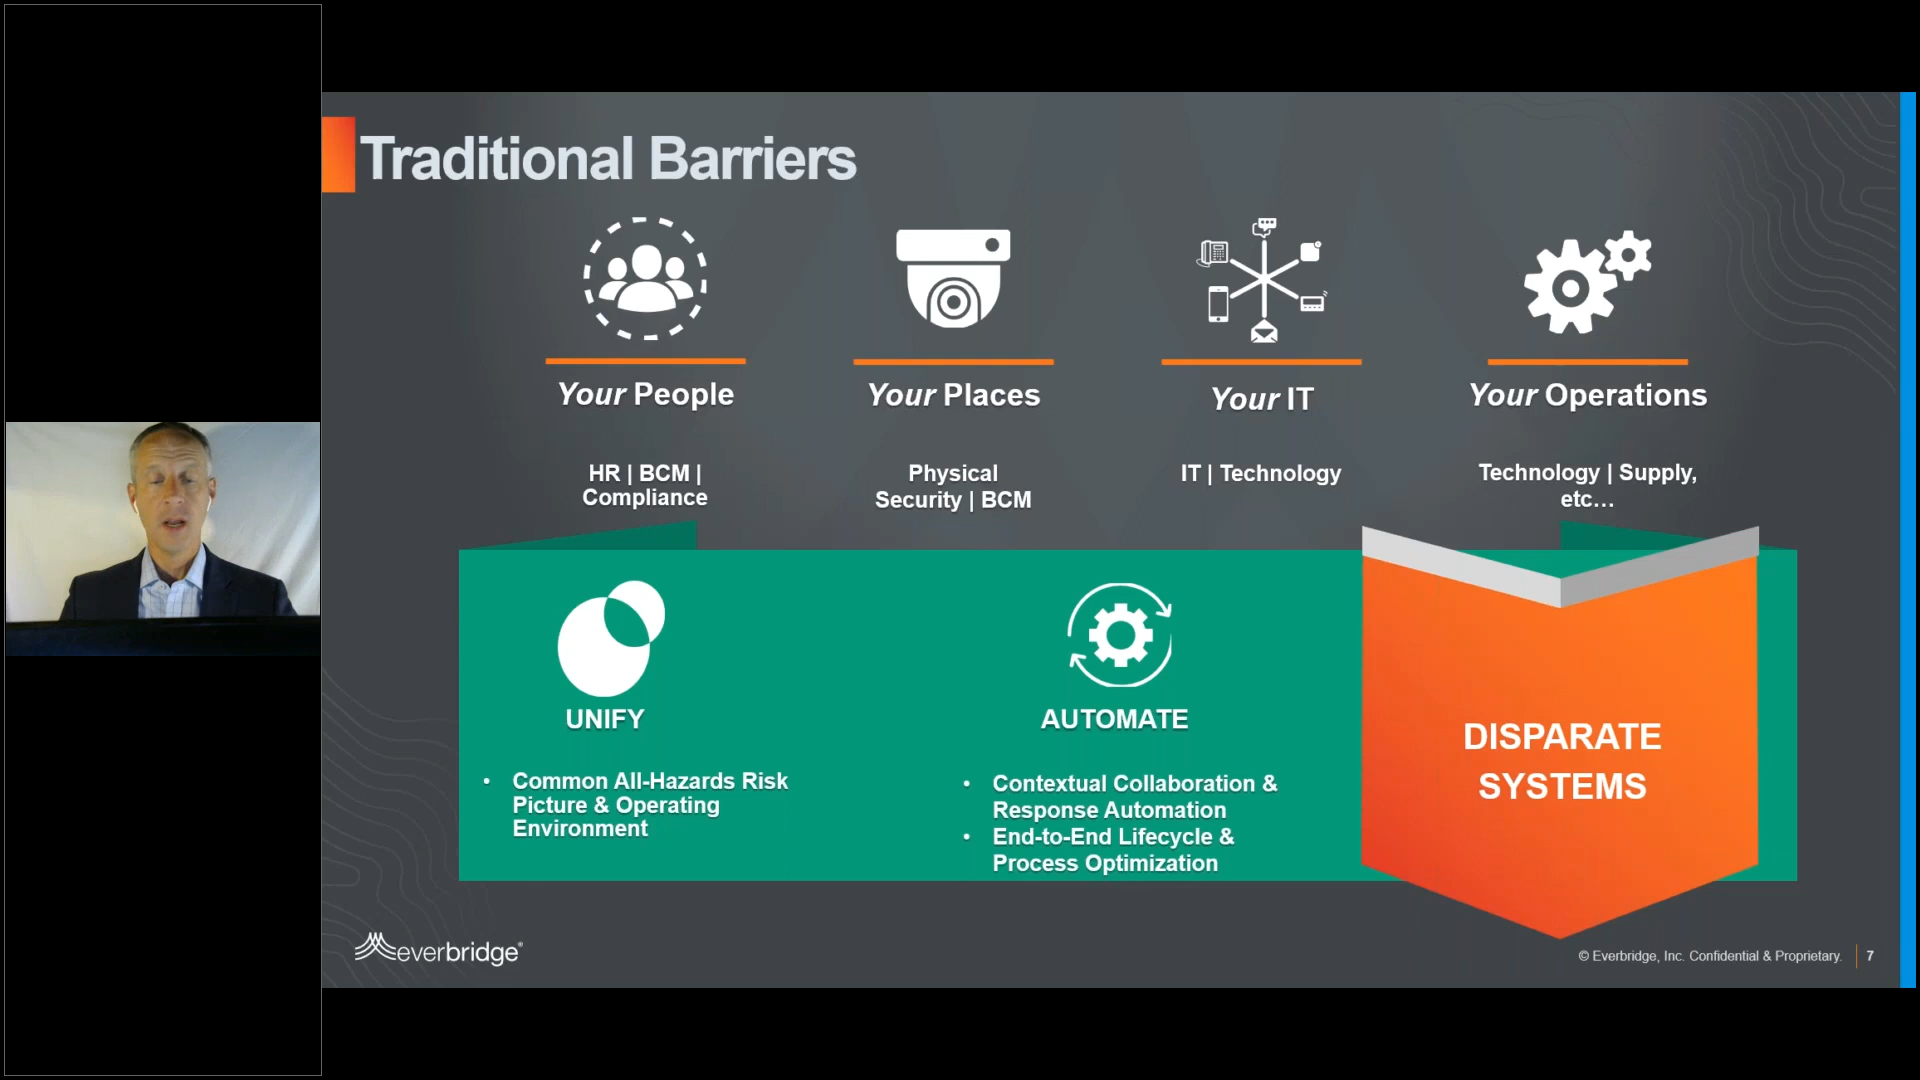 Traditional Barriers
Your People
Your Places
Your IT
Your Operations
HR | BCM |
Compliance
Physical
Security | BCM
IT | Technology
Technology | Supply,
etc...
UNIFY
• Common All-Hazards Risk
Picture & Operating
Environment
AUTOMATE
• Contextual Collaboration &
Response Automation
• End-to-End Lifecycle &
Process Optimization
DISPARATE
SYSTEMS
everbridge®
© Everbridge, Inc. Confidential & Proprietary. 7